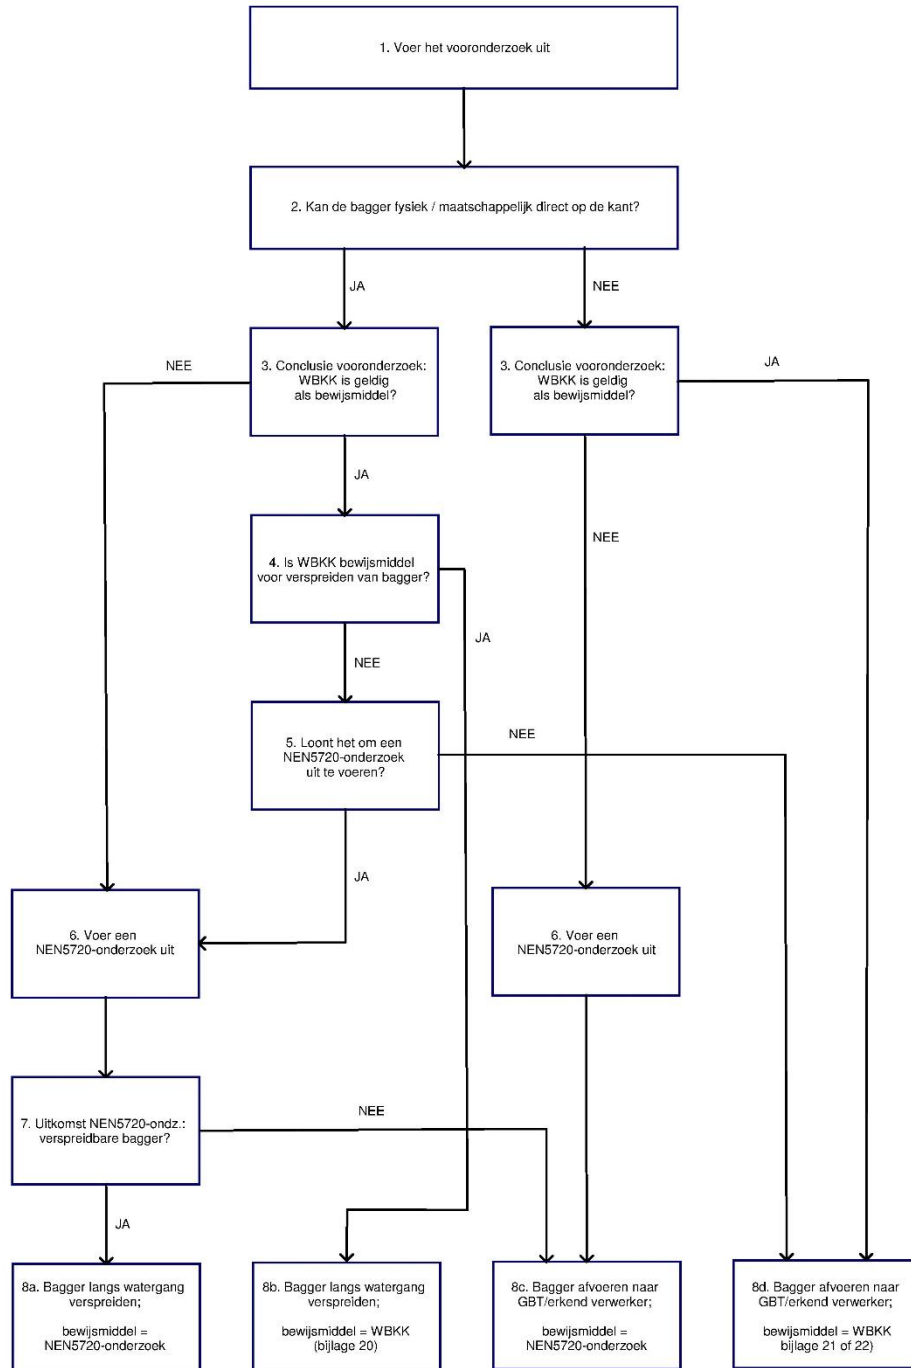 1. Voer het vooronderzoek uit
2. Kan de bagger fysiek / maatschappelijk direct op de kant?
JA
NEE
3. Conclusie vooronderzoek:
WBKK is geldig
als bewijsmiddel?
NEE
JA
3. Conclusie vooronderzoek:
WBKK is geldig
als bewijsmiddel?
JA
NEE
4. Is WBKK bewijsmiddel
voor verspreiden van bagger?
JA
NEE
5. Loont het om een
NEN5720-onderzoek
uit te voeren?
NEE
JA
6. Voer een
NEN5720-onderzoek uit
6. Voer een
NEN5720-onderzoek uit
7. Uitkomst NEN5720-ondz.:
verspreidbare bagger?
NEE
JA
8a. Bagger langs watergang
verspreiden;
bewijsmiddel =
NEN5720-onderzoek
8b. Bagger langs watergang
verspreiden;
bewijsmiddel = WBKK
(bijlage 20)
8c. Bagger afvoeren naar
GBT/erkend verwerker;
bewijsmiddel =
NEN5720-onderzoek
8d. Bagger afvoeren naar
GBT/erkend verwerker;
bewijsmiddel = WBKK
bijlage 21 of 22)